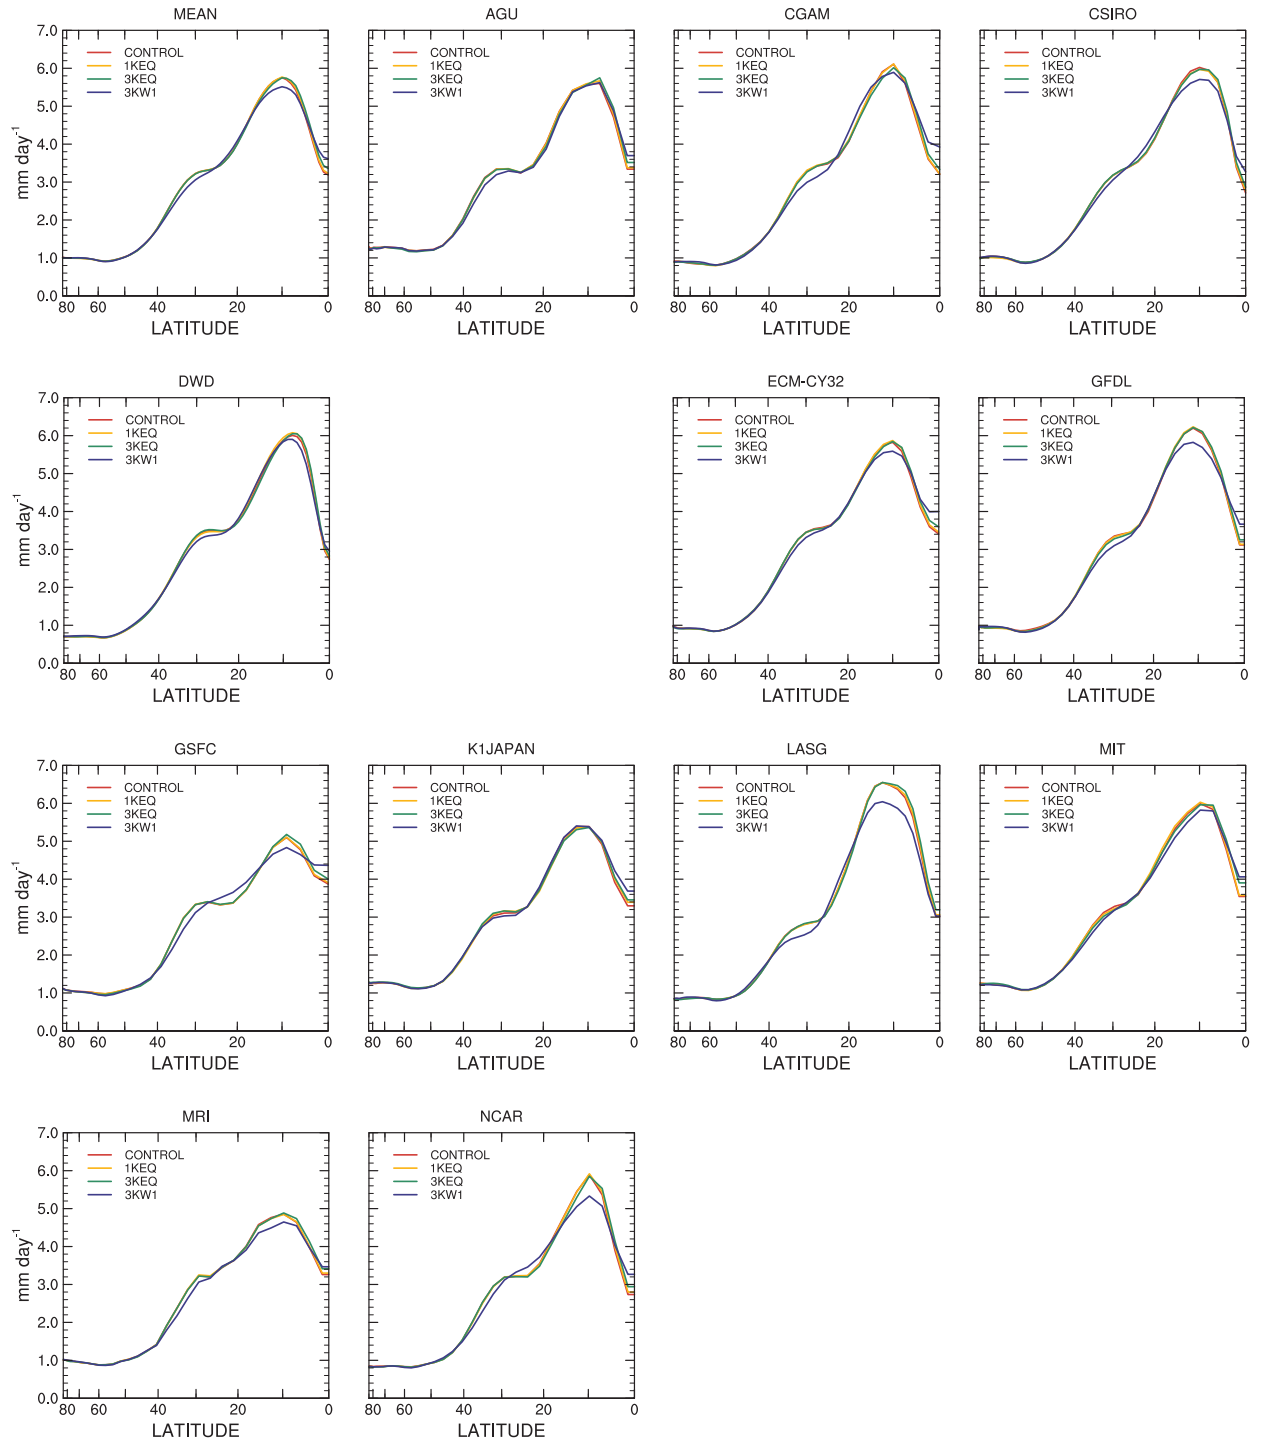 MEAN AGU CGAM CSIRO
7.0 CONTROL CONTROL CONTROL CONTROL
6.0 1KEQ 1KEQ 1KEQ 1KEQ
3KEQ 3KEQ 3KEQ 3KEQ
5.0 3KW1 3KW1 3KW1 3KW1
mm day-1
4.0
3.0
2.0
1.0
0.0
80 60 40 20 0 80 60 40 20 0 80 60 40 20 0 80 60 40 20 0
LATITUDE LATITUDE LATITUDE LATITUDE
DWD ECM-CY32 GFDL
7.0 CONTROL CONTROL CONTROL
6.0 1KEQ 1KEQ 1KEQ
3KEQ 3KEQ 3KEQ
5.0 3KW1 3KW1 3KW1
mm day-1
4.0
3.0
2.0
1.0
0.0
80 60 40 20 0 80 60 40 20 0 80 60 40 20 0
LATITUDE LATITUDE LATITUDE
GSFC K1JAPAN LASG MIT
7.0 CONTROL CONTROL CONTROL CONTROL
6.0 1KEQ 1KEQ 1KEQ 1KEQ
3KEQ 3KEQ 3KEQ 3KEQ
5.0 3KW1 3KW1 3KW1 3KW1
mm day-1
4.0
3.0
2.0
1.0
0.0
80 60 40 20 0 80 60 40 20 0 80 60 40 20 0 80 60 40 20 0
LATITUDE LATITUDE LATITUDE LATITUDE
MRI NCAR
7.0 CONTROL CONTROL
6.0 1KEQ 1KEQ
3KEQ 3KEQ
5.0 3KW1 3KW1
mm day-1
4.0
3.0
2.0
1.0
0.0
80 60 40 20 0 80 60 40 20 0
LATITUDE LATITUDE